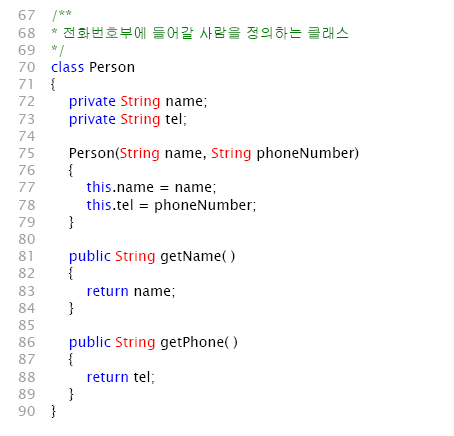 67 /**
68 * 전화번호부에 들어갈 사람을 정의하는 클래스
69 */
70 class Person
71 {
72 private String name;
73 private String tel;
74
75 Person(String name, String phoneNumber)
76 {
77 this.name = name;
78 this.tel = phoneNumber;
79 }
80
81 public String getName( )
82 {
83 return name;
84 }
85
86 public String getPhone( )
87 {
88 return tel;
89 }
90 }